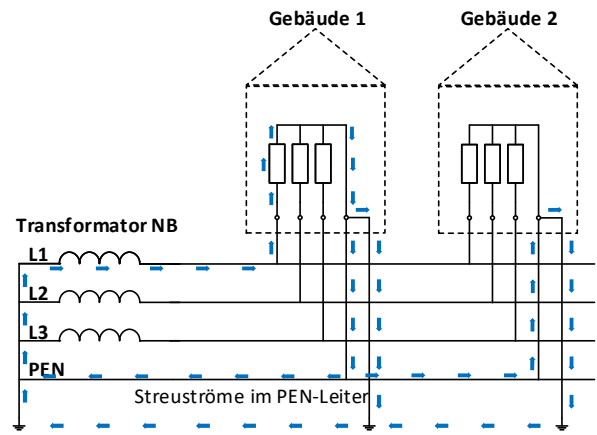 Gebäude 1
Gebäude 2
Transformator NB
L1
L2
L3
PEN
Streuströme im PEN-Leiter